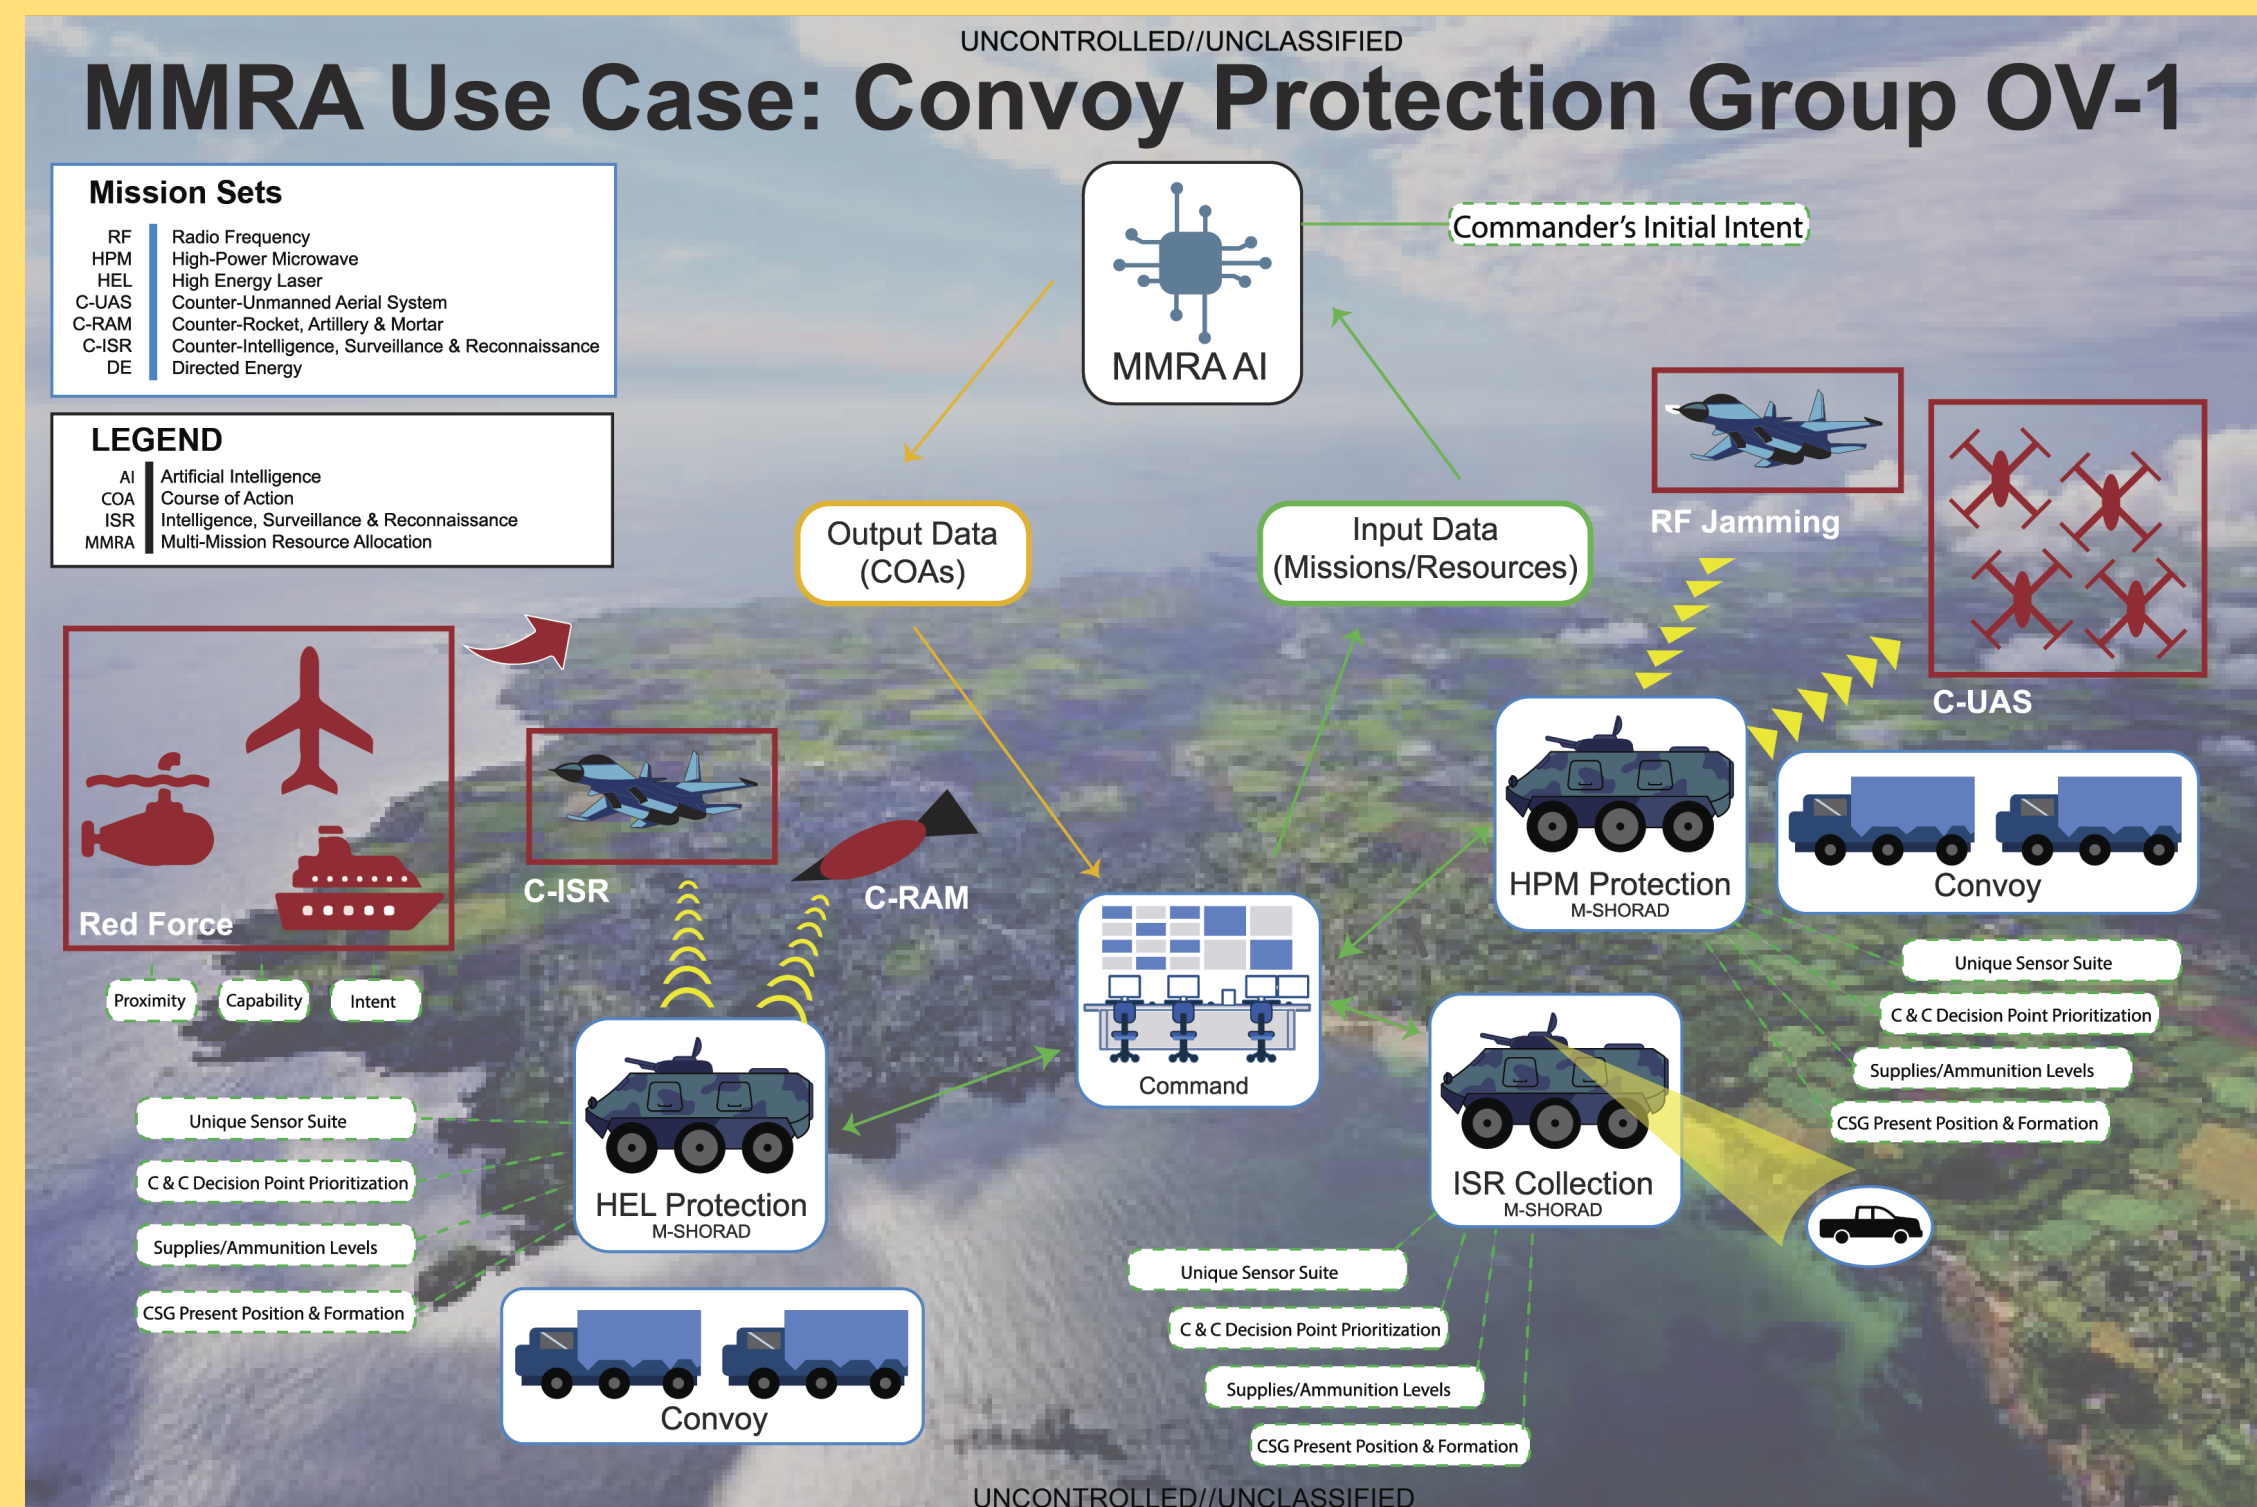 UNCONTROLLED//UNCLASSIFIED
MMRA Use Case: Convoy Protection Group OV-1
Mission Sets
RF Radio Frequency
HPM High-Power Microwave
HEL High Energy Laser
C-UAS Counter-Unmanned Aerial System
C-RAM Counter-Rocket, Artillery & Mortar
C-ISR Counter-Intelligence, Surveillance & Reconnaissance
DE Directed Energy
LEGEND
AI Artificial Intelligence
COA Course of Action
ISR Intelligence, Surveillance & Reconnaissance
MMRA Multi-Mission Resource Allocation
MMRA AI
Commander's Initial Intent
Output Data
(COAs)
Input Data
(Missions/Resources)
RF Jamming
C-UAS
Red Force
Proximity
Capability
Intent
C-ISR
C-RAM
HPM Protection
M-SHORAD
Convoy
Unique Sensor Suite
C & C Decision Point Prioritization
Supplies/Ammunition Levels
CSG Present Position & Formation
Command
Unique Sensor Suite
C & C Decision Point Prioritization
Supplies/Ammunition Levels
CSG Present Position & Formation
HEL Protection
M-SHORAD
Convoy
ISR Collection
M-SHORAD
Unique Sensor Suite
C & C Decision Point Prioritization
Supplies/Ammunition Levels
CSG Present Position & Formation
UNCONTROLLED//UNCLASSIFIED